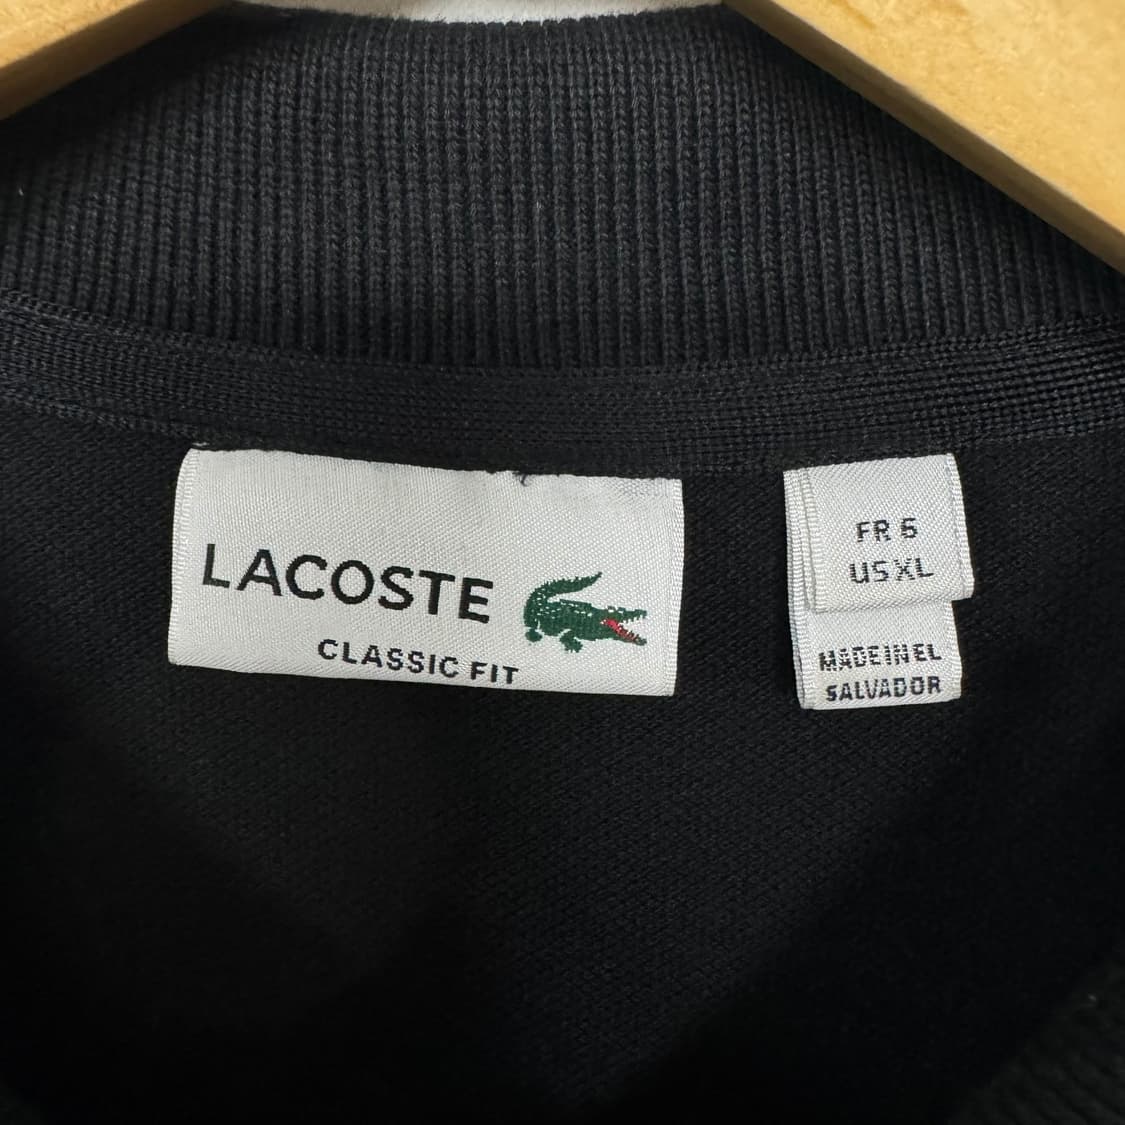 LACOSTE
CLASSIC FIT
FR 6
US XL
MADE IN EL
SALVADOR